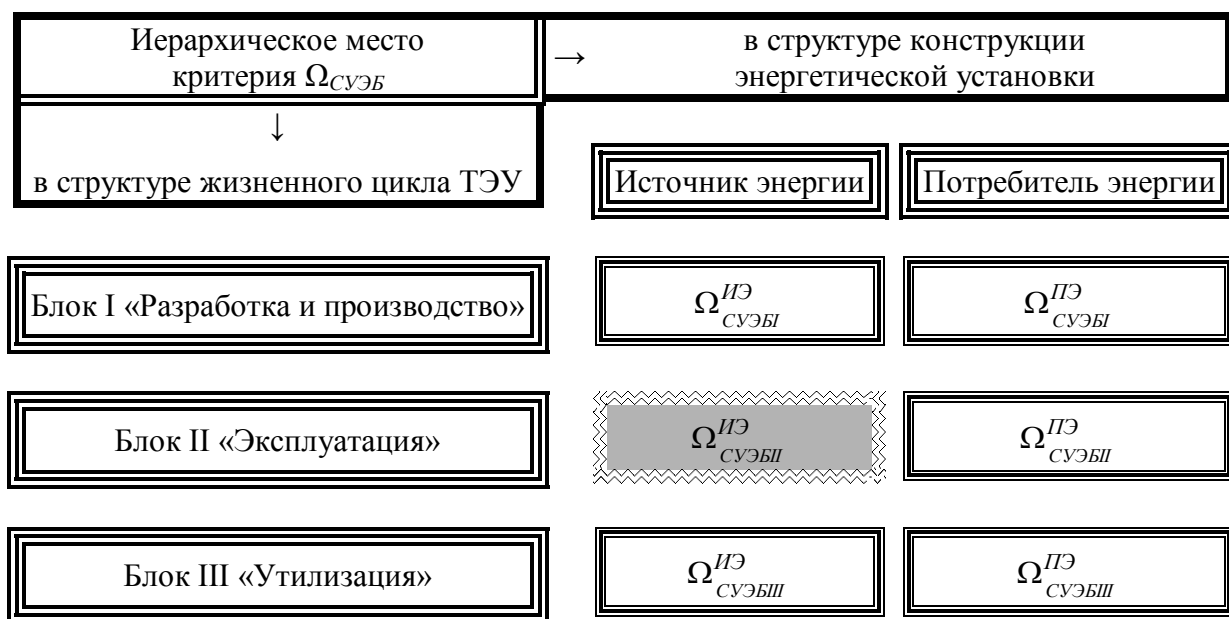 Иерархическое место
критерия Ω_СУЭБ
→
в структуре конструкции
энергетической установки
↓
в структуре жизненного цикла ТЭУ
Источник энергии
Потребитель энергии
Блок I «Разработка и производство»
Ω^ИЭ_СУЭБI
Ω^ПЭ_СУЭБI
Блок II «Эксплуатация»
Ω^ИЭ_СУЭБII
Ω^ПЭ_СУЭБII
Блок III «Утилизация»
Ω^ИЭ_СУЭБIII
Ω^ПЭ_СУЭБIII